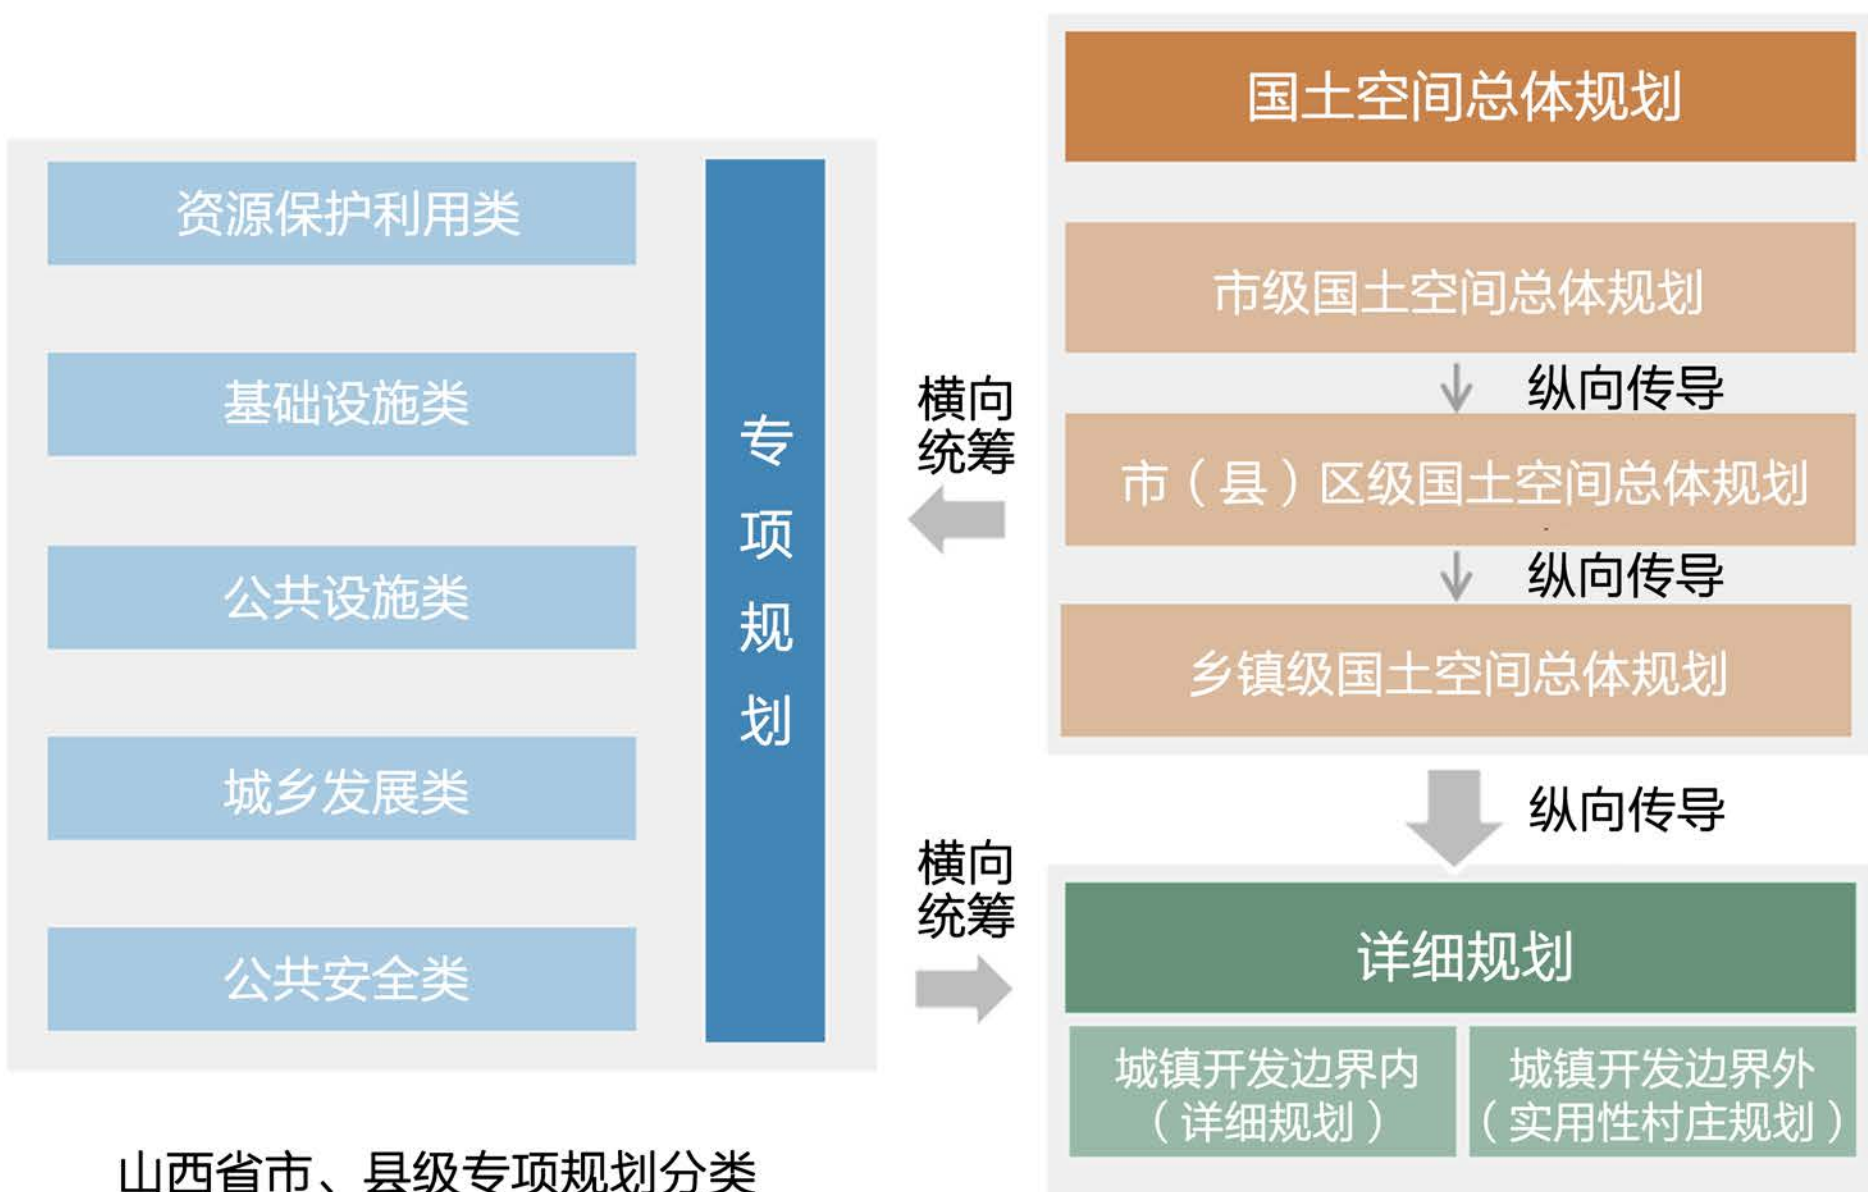 国土空间总体规划
市级国土空间总体规划
纵向传导
市（县）区级国土空间总体规划
纵向传导
乡镇级国土空间总体规划
纵向传导
详细规划
城镇开发边界内
（详细规划）
城镇开发边界外
（实用性村庄规划）
横向
统筹
横向
统筹
专项规划
资源保护利用类
基础设施类
公共设施类
城乡发展类
公共安全类
山西省市、县级专项规划分类